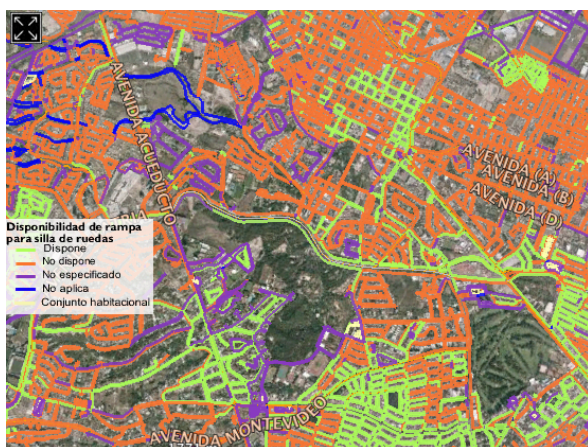 AVENIDA ACUEDUCTO
AVENIDA (A)
AVENIDA (B)
AVENIDA (D)
Disponibilidad de rampa
para silla de ruedas
Dispone
No dispone
No especificado
No aplica
Conjunto habitacional
AVENIDA MONTEVIDEO